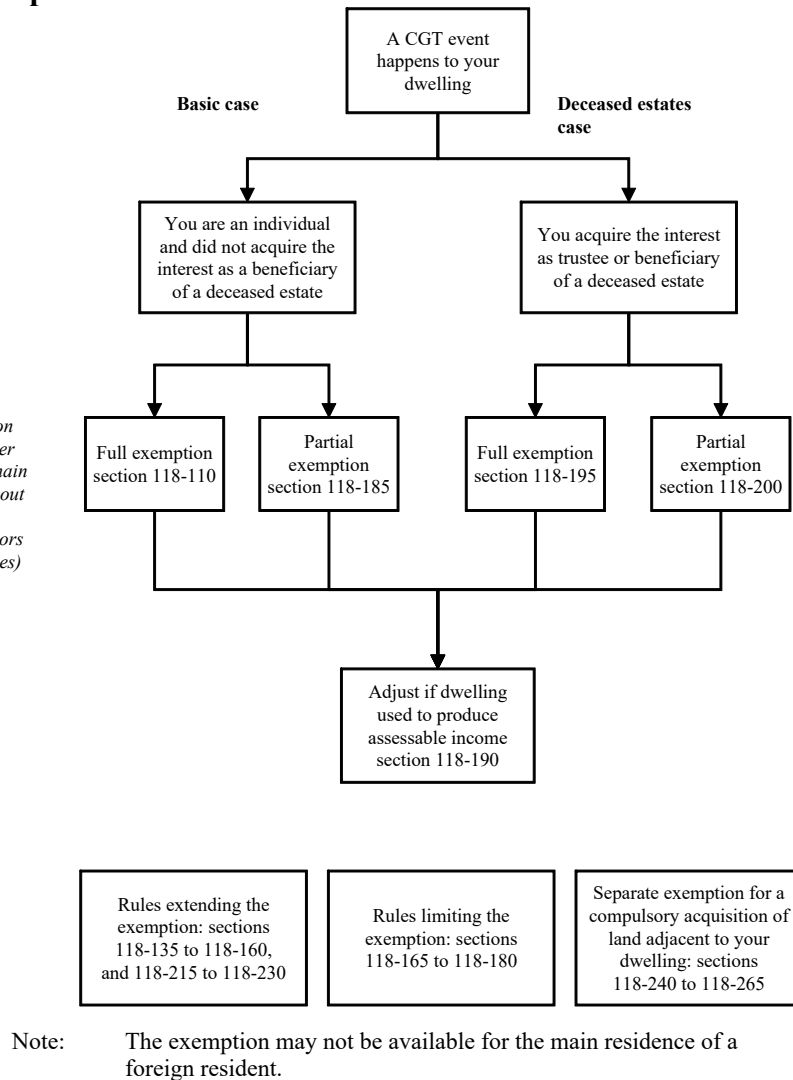 A CGT event
happens to your
dwelling
Basic case
Deceased estates
case
You are an individual
and did not acquire the
interest as a beneficiary
of a deceased estate
You acquire the interest
as trustee or beneficiary
of a deceased estate
Full exemption
section 118-110
Partial
exemption
section 118-185
Full exemption
section 118-195
Partial
exemption
section 118-200
Adjust if dwelling
used to produce
assessable income
section 118-190
Rules extending the
exemption: sections
118-135 to 118-160,
and 118-215 to 118-230
Rules limiting the
exemption: sections
118-165 to 118-180
Separate exemption for a
compulsory acquisition of
land adjacent to your
dwelling: sections
118-240 to 118-265
Note: The exemption may not be available for the main residence of a
foreign resident.